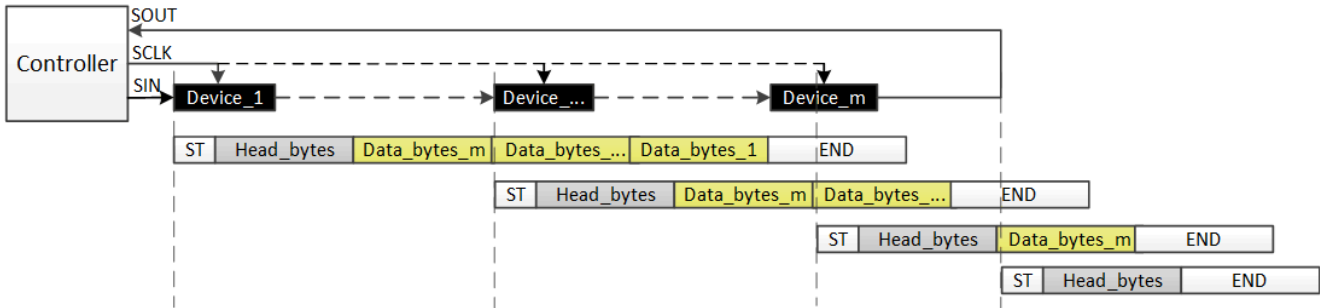 SOUT
Controller
SCLK
SIN
Device_1
Device_...
Device_m
ST Head_bytes Data_bytes_m Data_bytes_... Data_bytes_1 END
ST Head_bytes Data_bytes_m Data_bytes_... END
ST Head_bytes Data_bytes_m END
ST Head_bytes END